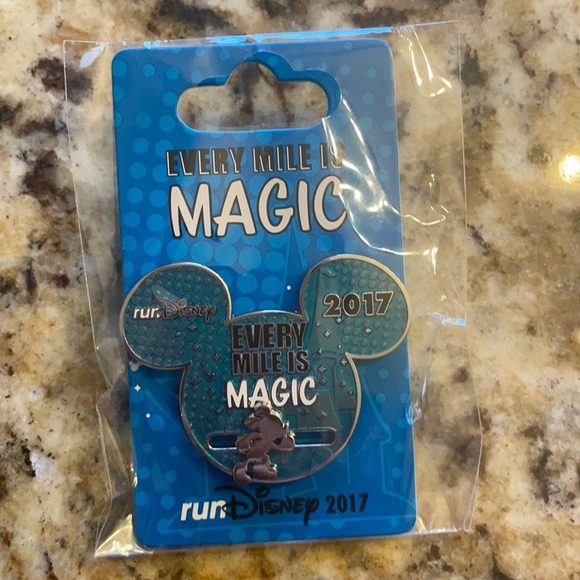 EVERY MILE IS
MAGIC
runDisney
2017
EVERY
MILE IS
MAGIC
runDisney 2017